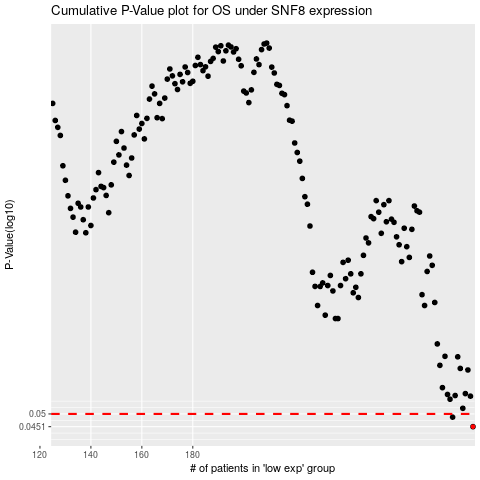 Cumulative P-Value plot for OS under SNF8 expression
P-Value(log10)
0.05
0.0451
120 140 160 180
# of patients in 'low exp' group